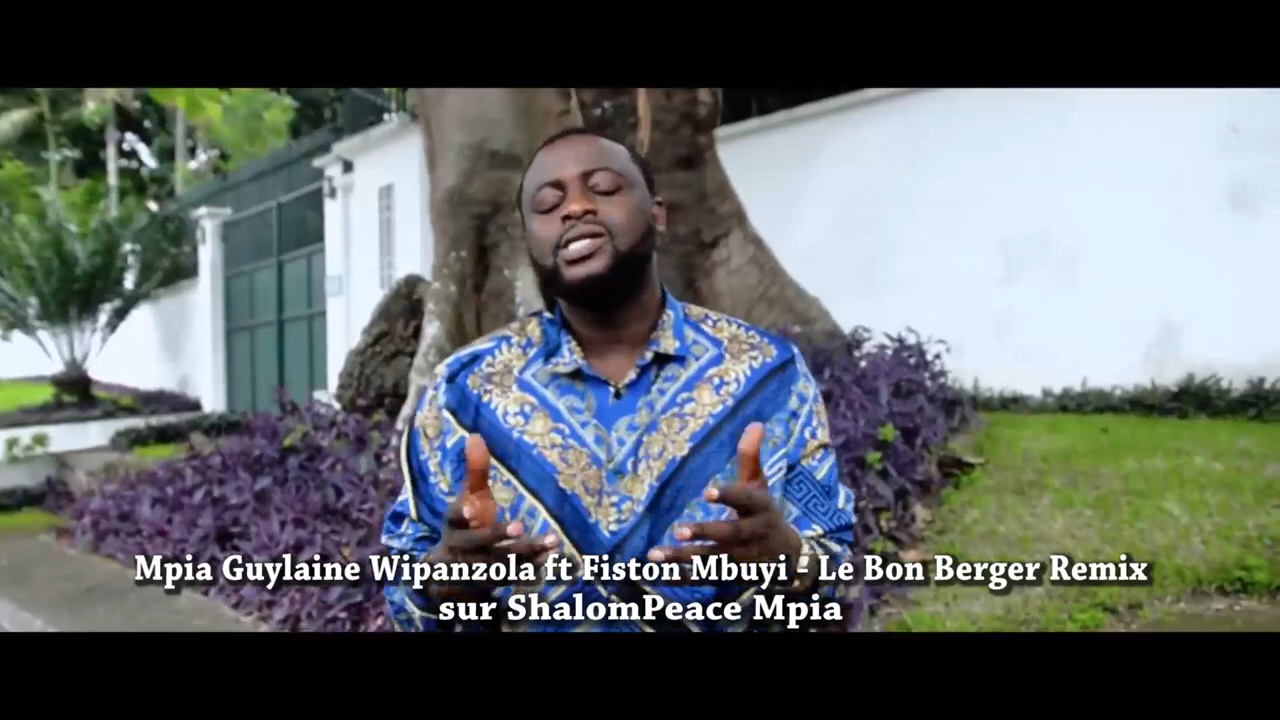 Mpia Guylaine Wipanzola ft Fiston Mbuyi - Le Bon Berger Remix
sur ShalomPeace Mpia